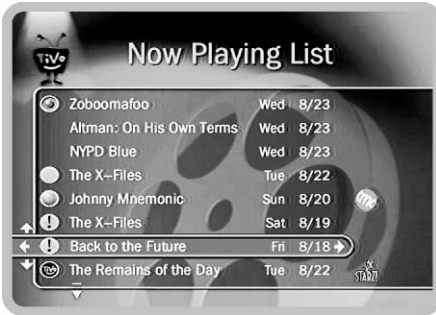 TiVo
Now Playing List
Zoboomafoo Wed 8/23
Altman: On His Own Terms Wed 8/23
NYPD Blue Wed 8/23
The X-Files Tue 8/22
Johnny Mnemonic Sun 8/20
! The X-Files Sat 8/19
! Back to the Future Fri 8/18
TiVo The Remains of the Day Tue 8/22 STARZ!